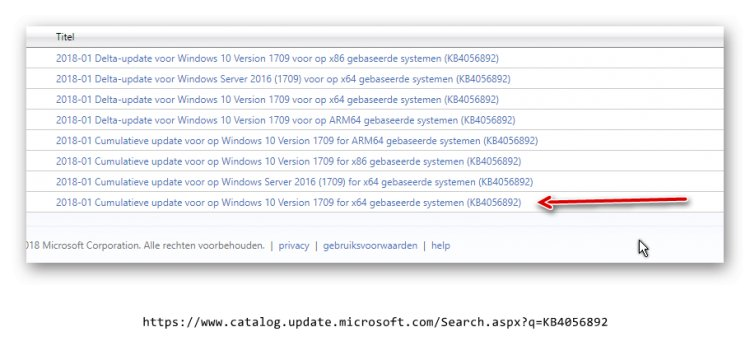 Titel
2018-01 Delta-update voor Windows 10 Version 1709 voor op x86 gebaseerde systemen (KB4056892)
2018-01 Delta-update voor Windows Server 2016 (1709) voor op x64 gebaseerde systemen (KB4056892)
2018-01 Delta-update voor Windows 10 Version 1709 voor op x64 gebaseerde systemen (KB4056892)
2018-01 Delta-update voor Windows 10 Version 1709 voor op ARM64 gebaseerde systemen (KB4056892)
2018-01 Cumulatieve update voor op Windows 10 Version 1709 for ARM64 gebaseerde systemen (KB4056892)
2018-01 Cumulatieve update voor op Windows 10 Version 1709 for x86 gebaseerde systemen (KB4056892)
2018-01 Cumulatieve update voor op Windows Server 2016 (1709) for x64 gebaseerde systemen (KB4056892)
2018-01 Cumulatieve update voor op Windows 10 Version 1709 for x64 gebaseerde systemen (KB4056892)
18 Microsoft Corporation. Alle rechten voorbehouden. | privacy | gebruiksvoorwaarden | help
https://www.catalog.update.microsoft.com/Search.aspx?q=KB4056892